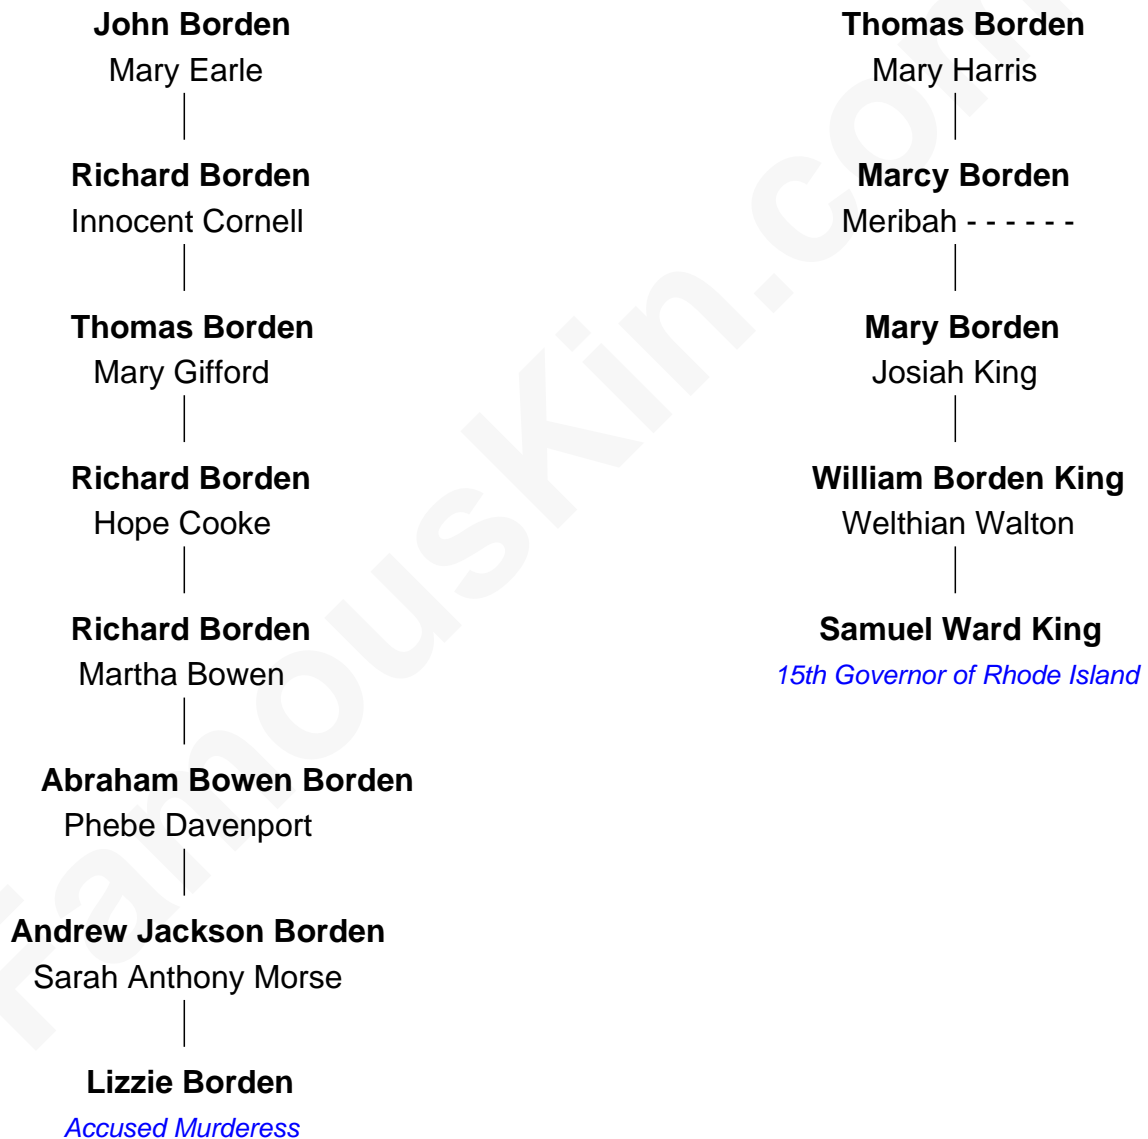 John Borden
Mary Earle
Richard Borden
Innocent Cornell
Thomas Borden
Mary Gifford
Richard Borden
Hope Cooke
Richard Borden
Martha Bowen
Abraham Bowen Borden
Phebe Davenport
Andrew Jackson Borden
Sarah Anthony Morse
Lizzie Borden
Accused Murderess
Thomas Borden
Mary Harris
Marcy Borden
Meribah - - - - - -
Mary Borden
Josiah King
William Borden King
Welthian Walton
Samuel Ward King
15th Governor of Rhode Island
FamousKin.com